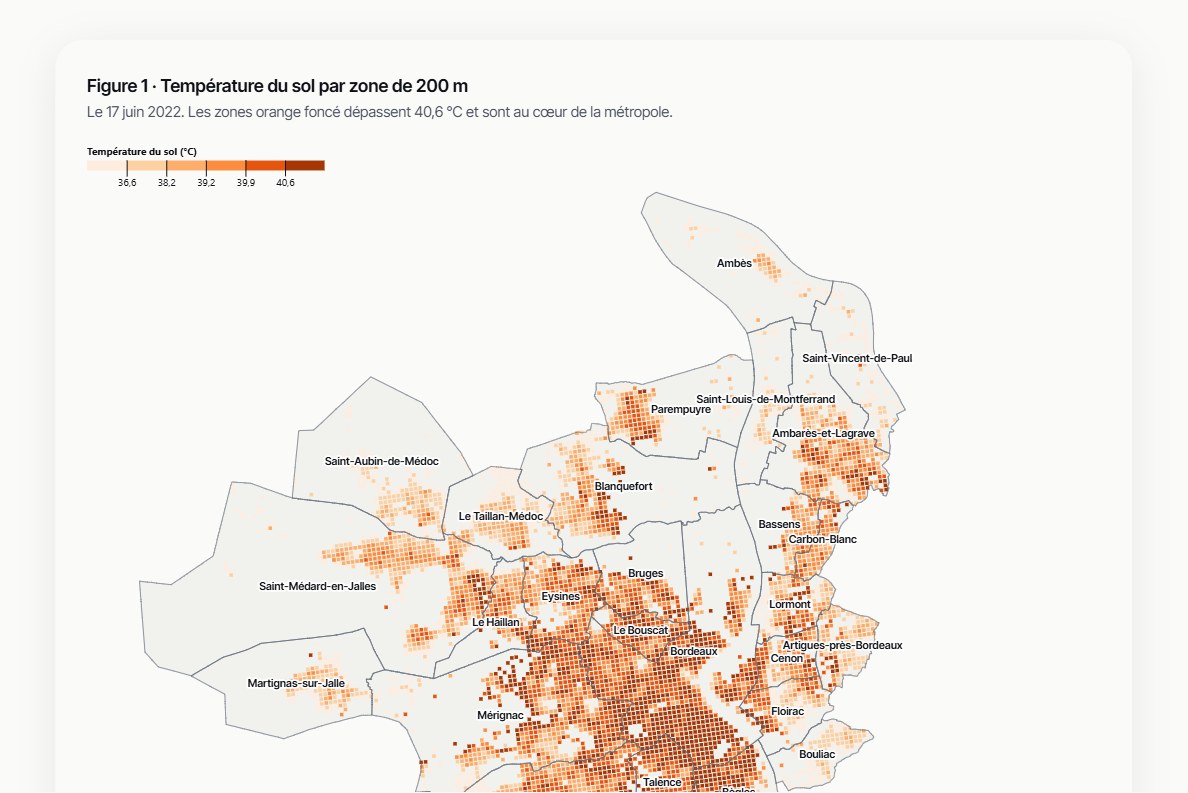 Figure 1 · Température du sol par zone de 200 m
Le 17 juin 2022. Les zones orange foncé dépassent 40,6 °C et sont au cœur de la métropole.
Température du sol (°C)
36,6 38,2 39,2 39,9 40,6
Ambès
Saint-Vincent-de-Paul
Saint-Louis-de-Montferrand
Parempuyre
Ambarès-et-Lagrave
Saint-Aubin-de-Médoc
Blanquefort
Le Taillan-Médoc
Bassens
Carbon-Blanc
Bruges
Saint-Médard-en-Jalles
Eysines
Lormont
Le Haillan
Le Bouscat
Artigues-près-Bordeaux
Bordeaux
Cenon
Martignas-sur-Jalle
Floirac
Mérignac
Bouliac
Talence
Bègles